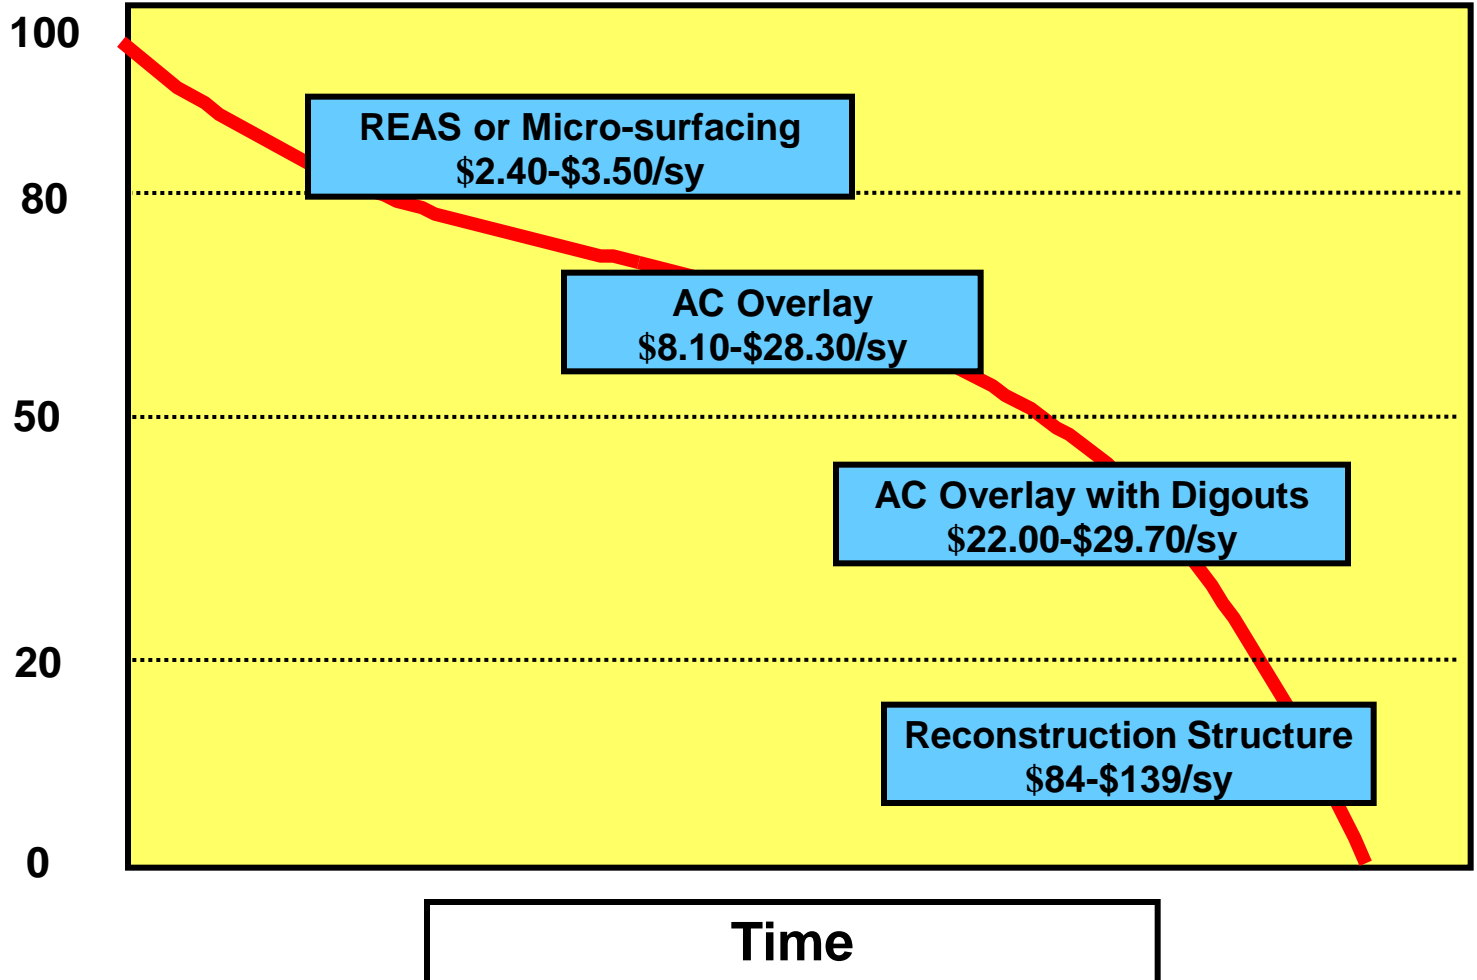 100
REAS or Micro-surfacing
$2.40-$3.50/sy
80
AC Overlay
$8.10-$28.30/sy
50
AC Overlay with Digouts
$22.00-$29.70/sy
20
Reconstruction Structure
$84-$139/sy
0
Time